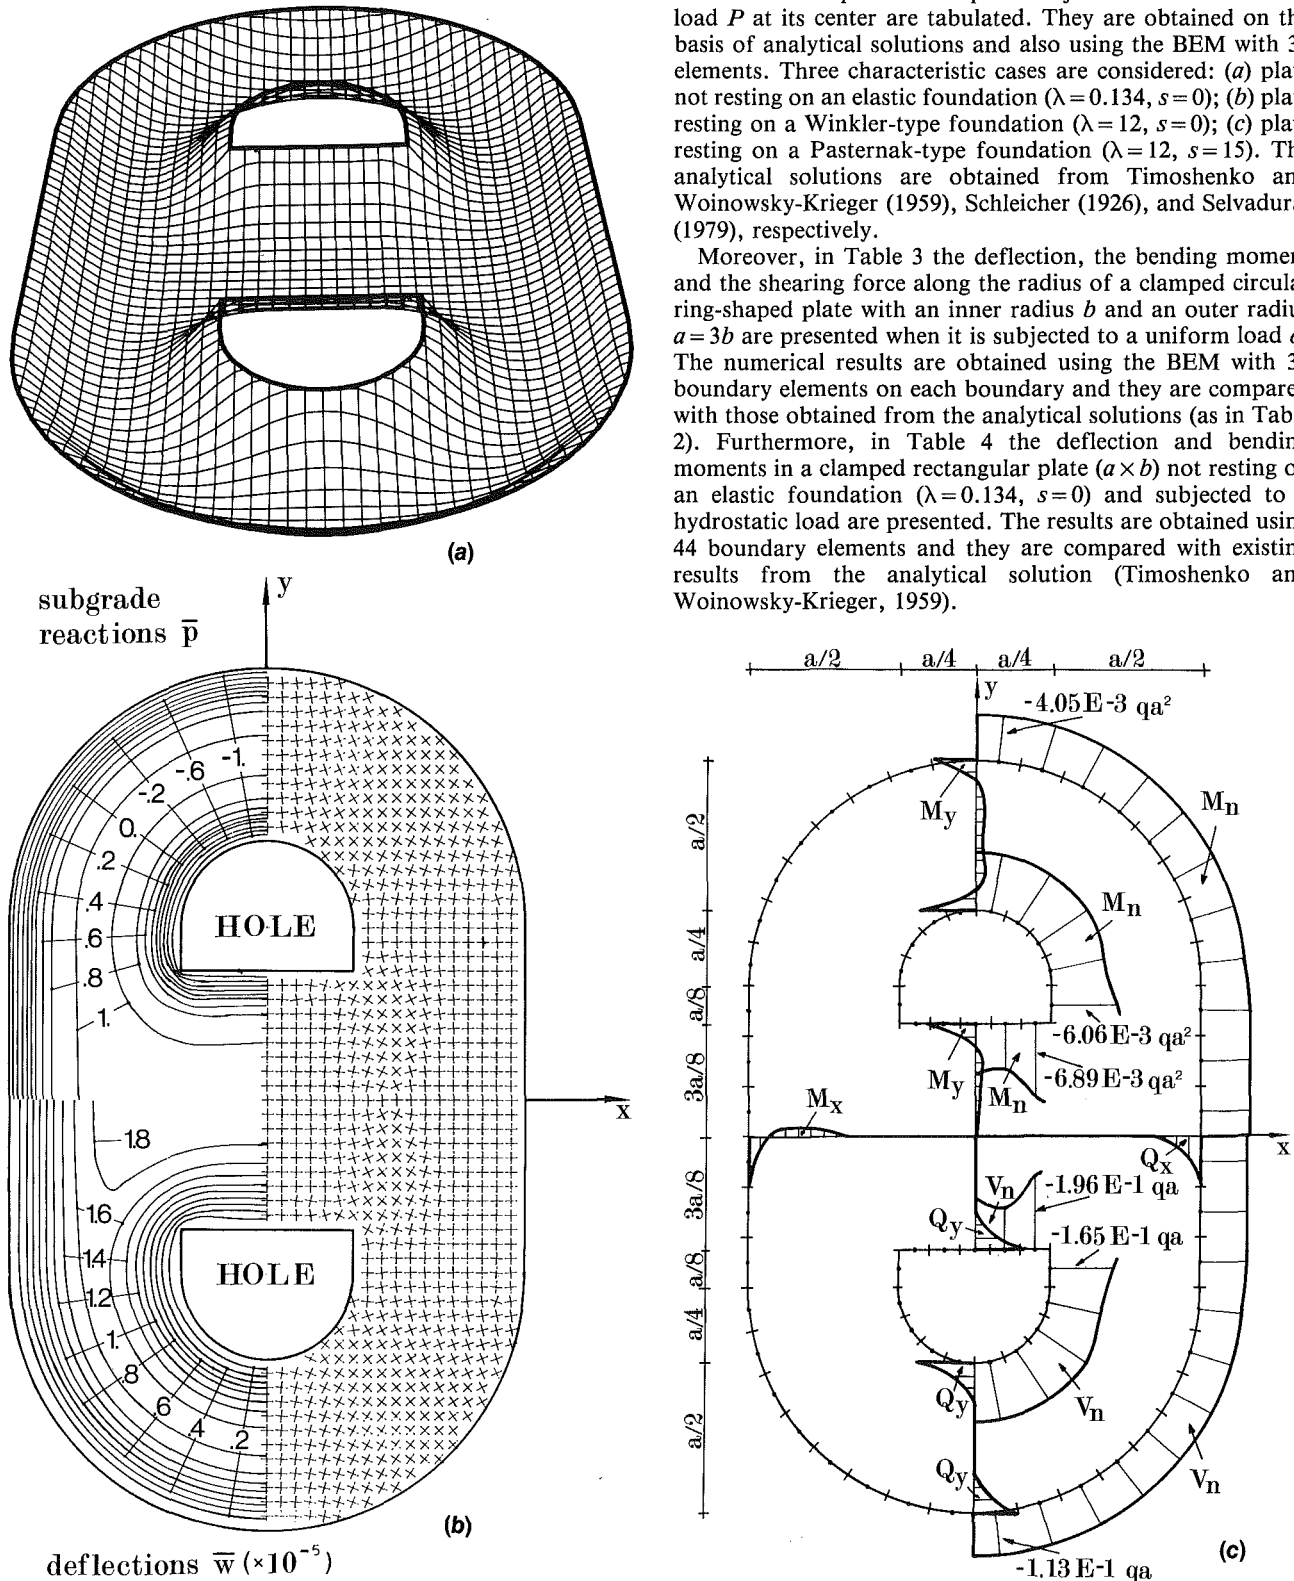 load P at its center are tabulated. They are obtained on th
basis of analytical solutions and also using the BEM with 3
elements. Three characteristic cases are considered: (a) pla
not resting on an elastic foundation (λ=0.134, s=0); (b) pla
resting on a Winkler-type foundation (λ=12, s=0); (c) pla
resting on a Pasternak-type foundation (λ=12, s=15). Th
analytical solutions are obtained from Timoshenko an
Woinowsky-Krieger (1959), Schleicher (1926), and Selvadur
(1979), respectively.
Moreover, in Table 3 the deflection, the bending momen
and the shearing force along the radius of a clamped circula
ring-shaped plate with an inner radius b and an outer radiu
a=3b are presented when it is subjected to a uniform load
The numerical results are obtained using the BEM with 3
boundary elements on each boundary and they are compare
with those obtained from the analytical solutions (as in Tab
2). Furthermore, in Table 4 the deflection and bendin
moments in a clamped rectangular plate (a×b) not resting o
an elastic foundation (λ=0.134, s=0) and subjected to
hydrostatic load are presented. The results are obtained usin
44 boundary elements and they are compared with existin
results from the analytical solution (Timoshenko an
Woinowsky-Krieger, 1959).
(a)
subgrade
reactions p̅
y
-1.
-.6
-.2
0.
.2
.4
.6
.8
1.
HOLE
x
1.8
1.6
1.4
1.2
1.
.8
.6
.4
.2
HOLE
(b)
deflections w̅ (×10⁻⁵)
a/2 a/4 a/4 a/2
y
-4.05E-3 qa²
Mn
My
a/2
Mn
a/4
a/8
-6.06E-3 qa²
My
Mn
-6.89E-3 qa²
3a/8
Mx
x
Qx
3a/8
Vn
-1.96E-1 qa
Qy
-1.65E-1 qa
a/8
a/4
Qy
Vn
a/2
Qy
Vn
-1.13E-1 qa
(c)